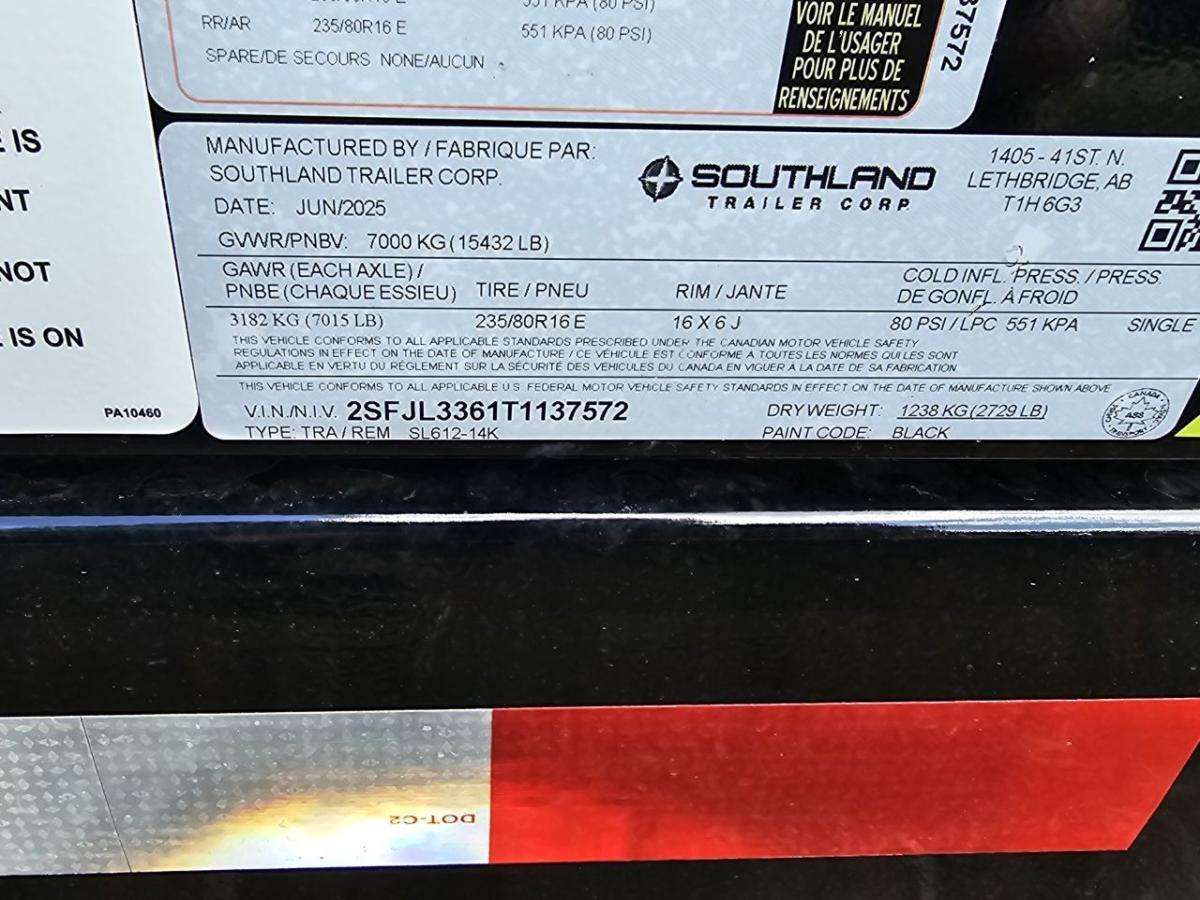 RR/AR 235/80R16 E 551 KPA (80 PSI)
SPARE/DE SECOURS NONE/AUCUN
VOIR LE MANUEL
DE L'USAGER
POUR PLUS DE
RENSEIGNEMENTS
37572
IS
NT
NOT
IS ON
PA10460
MANUFACTURED BY / FABRIQUE PAR:
SOUTHLAND TRAILER CORP.
DATE: JUN/2025
GVWR/PNBV: 7000 KG (15432 LB)
SOUTHLAND
TRAILER CORP
1405 - 41ST. N.
LETHBRIDGE, AB
T1H 6G3
GAWR (EACH AXLE) /
PNBE (CHAQUE ESSIEU) TIRE / PNEU RIM / JANTE
COLD INFL. PRESS. / PRESS.
DE GONFL. À FROID
3182 KG (7015 LB) 235/80R16 E 16 X 6 J 80 PSI / LPC 551 KPA SINGLE
THIS VEHICLE CONFORMS TO ALL APPLICABLE STANDARDS PRESCRIBED UNDER THE CANADIAN MOTOR VEHICLE SAFETY
REGULATIONS IN EFFECT ON THE DATE OF MANUFACTURE / CE VÉHICULE EST CONFORME À TOUTES LES NORMES QUI LES SONT
APPLICABLE EN VERTU DU RÈGLEMENT SUR LA SÉCURITÉ DES VEHICULES DU CANADA EN VIGUER À LA DATE DE SA FABRICATION
THIS VEHICLE CONFORMS TO ALL APPLICABLE U.S. FEDERAL MOTOR VEHICLE SAFETY STANDARDS IN EFFECT ON THE DATE OF MANUFACTURE SHOWN ABOVE
V.I.N./N.I.V. 2SFJL3361T1137572 DRY WEIGHT: 1238 KG (2729 LB)
TYPE: TRA / REM SL612-14K PAINT CODE: BLACK
CANADA
DOT-C2